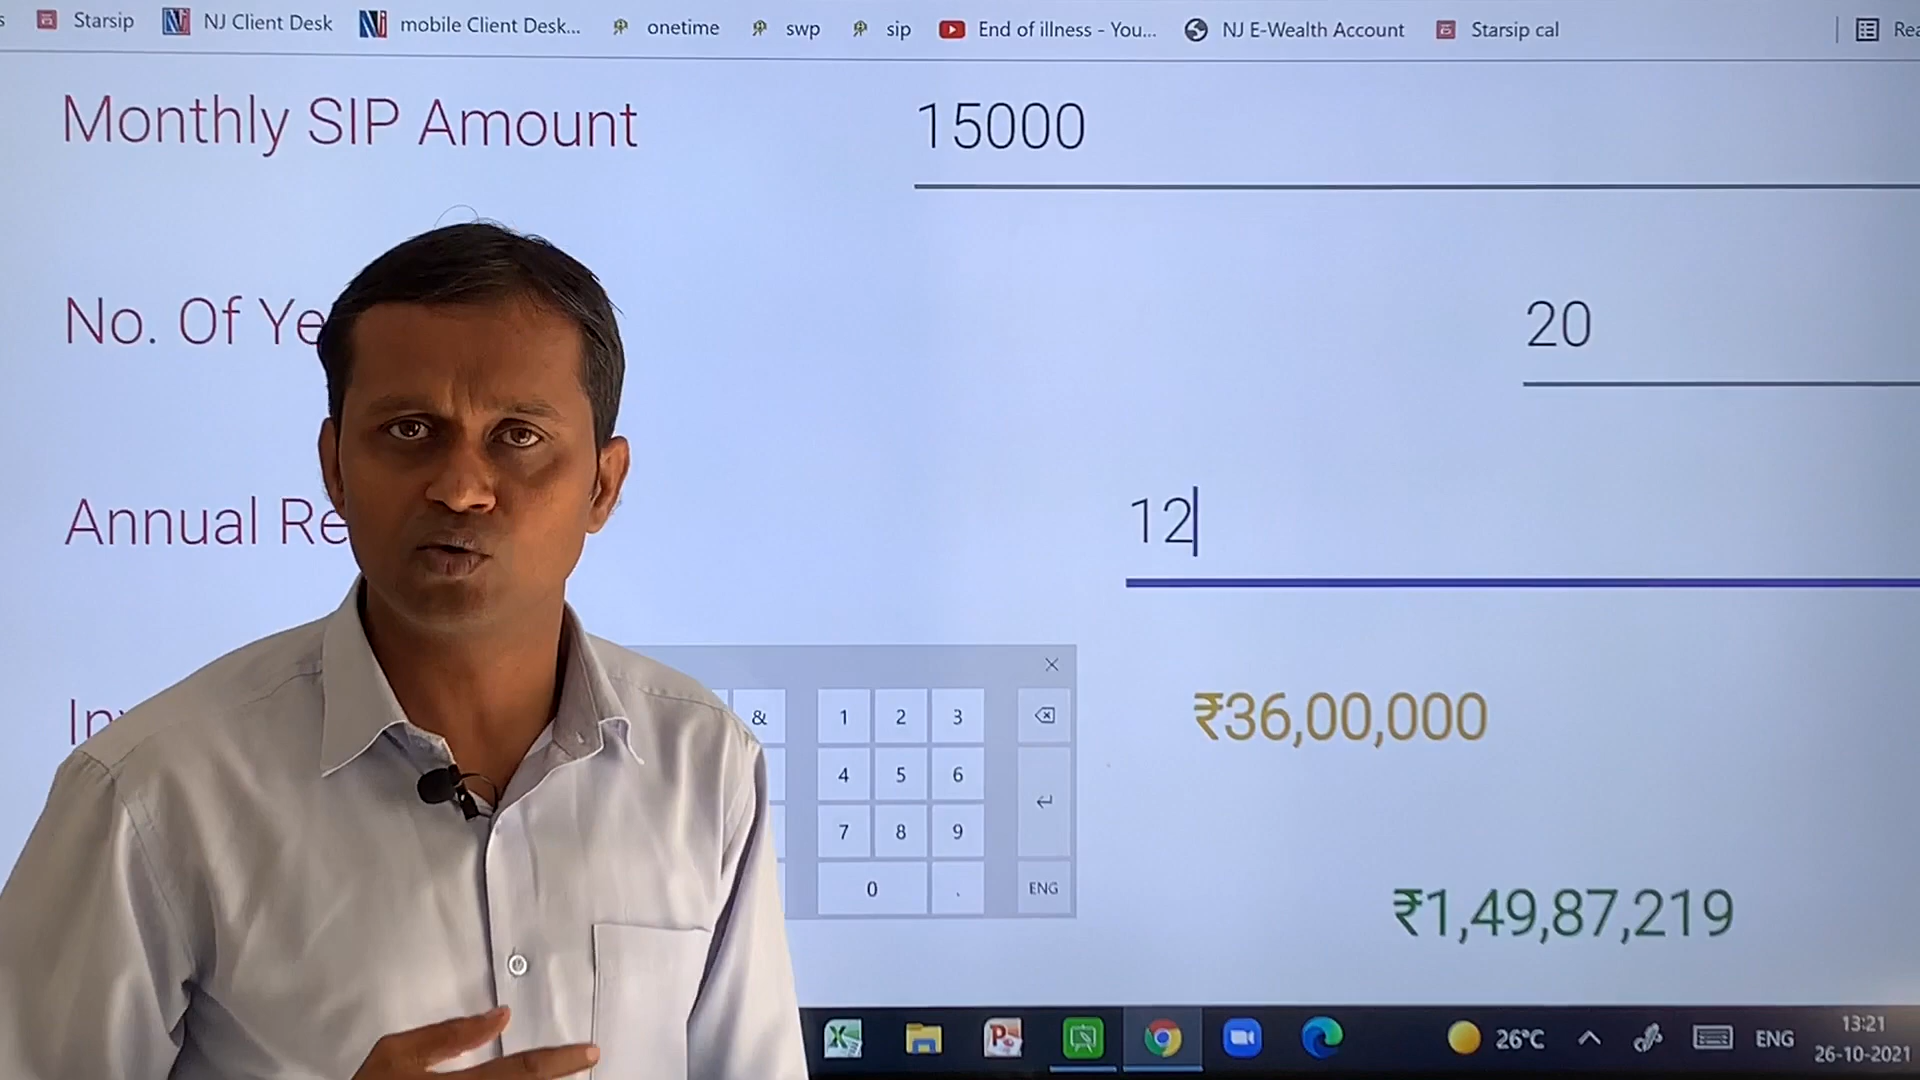 Starsip NJ Client Desk mobile Client Desk... onetime swp sip End of illness - You... NJ E-Wealth Account Starsip cal
Monthly SIP Amount 15000
No. Of Ye 20
Annual Re 12
₹36,00,000
& 1 2 3
4 5 6
7 8 9
0 . ENG
₹1,49,87,219
26°C ENG 13:21
26-10-2021